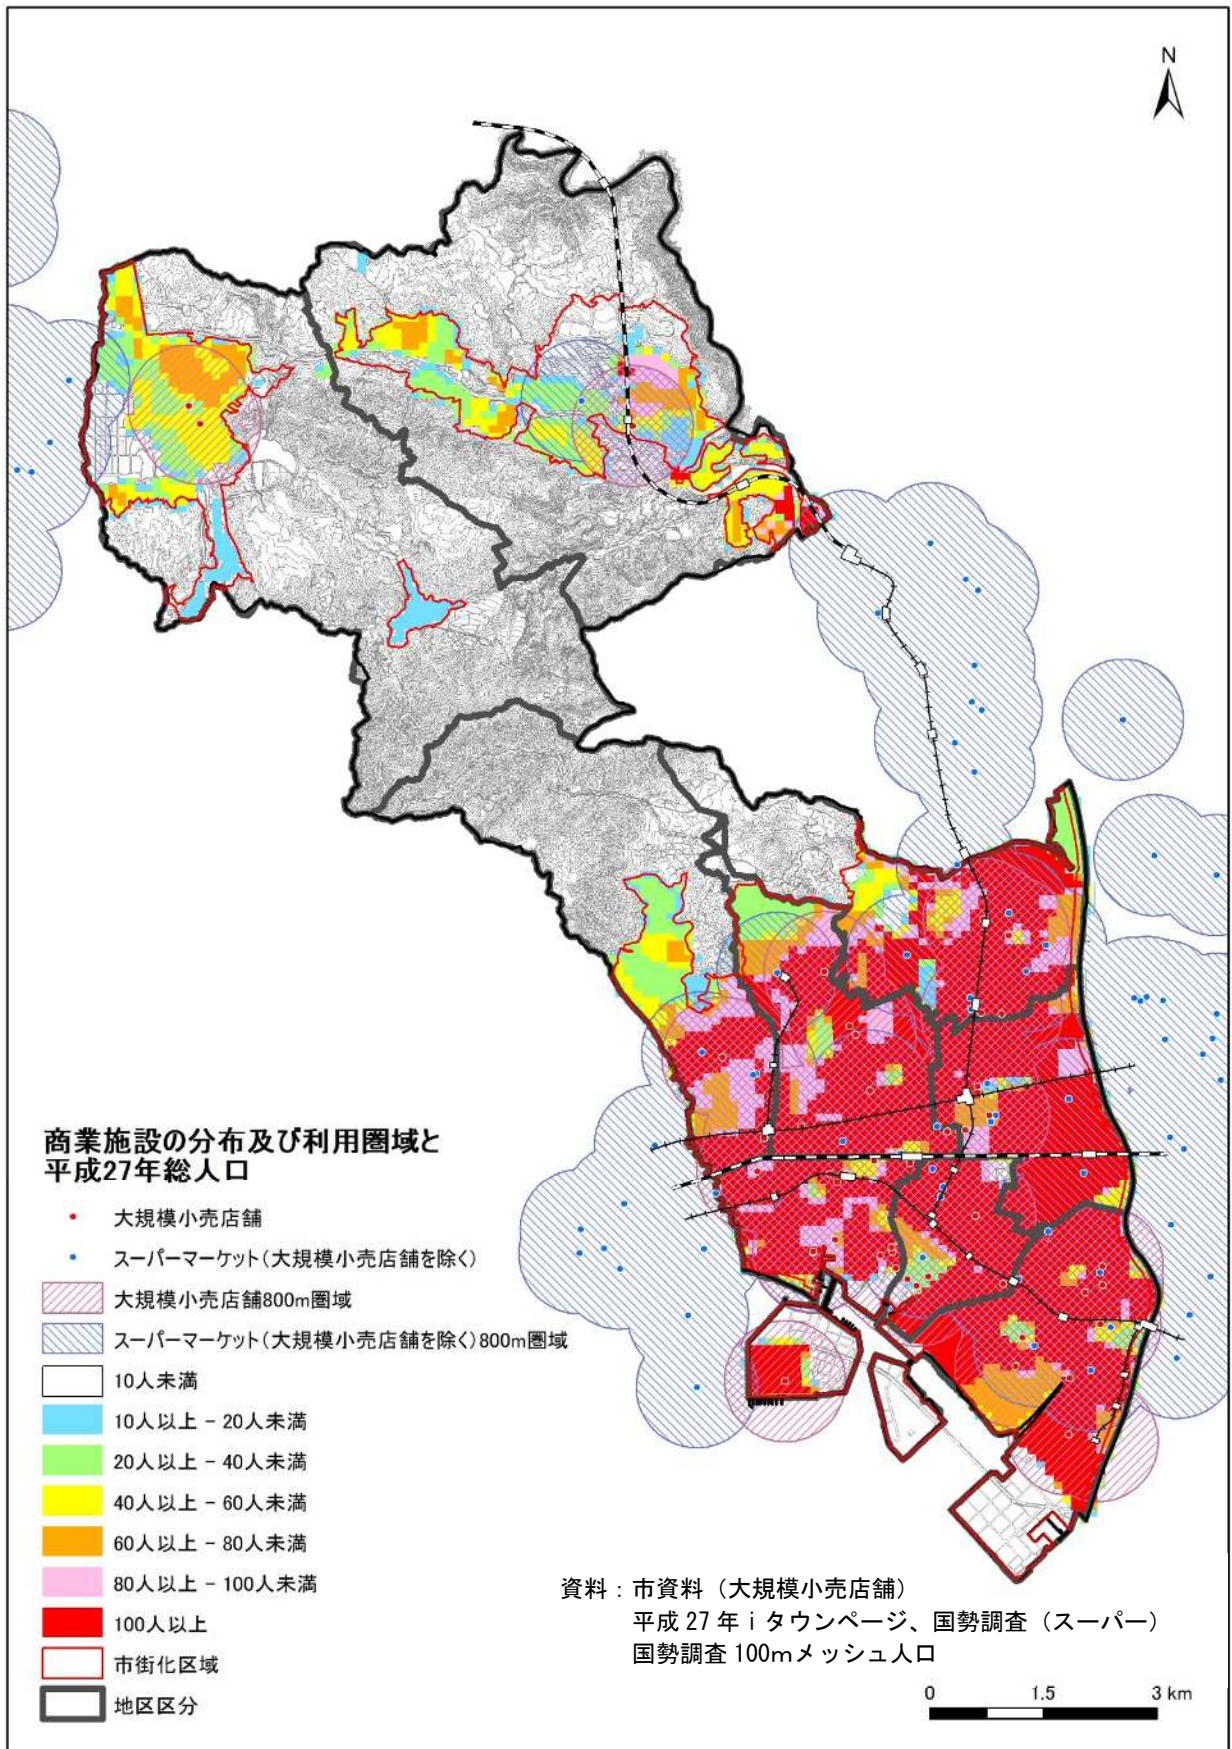 N
商業施設の分布及び利用圏域と
平成27年総人口
大規模小売店舗
スーパーマーケット(大規模小売店舗を除く)
大規模小売店舗800m圏域
スーパーマーケット(大規模小売店舗を除く)800m圏域
10人未満
10人以上 - 20人未満
20人以上 - 40人未満
40人以上 - 60人未満
60人以上 - 80人未満
80人以上 - 100人未満
100人以上
市街化区域
地区区分
資料：市資料（大規模小売店舗）
平成 27 年 i タウンページ、国勢調査（スーパー）
国勢調査 100mメッシュ人口
0 1.5 3 km